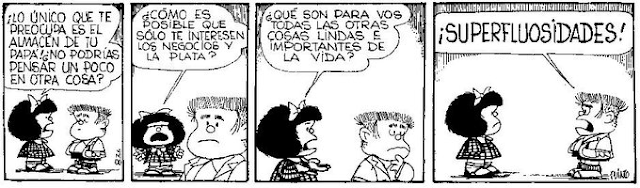 ¿LO ÚNICO QUE TE
PREOCUPA ES EL
ALMACÉN DE TU
PAPÁ? ¿NO PODRÍAS
PENSAR UN POCO
EN OTRA COSA?
¿CÓMO ES
POSIBLE QUE
SÓLO TE INTERESEN
LOS NEGOCIOS Y
LA PLATA?
¿QUÉ SON PARA VOS
TODAS LAS OTRAS
COSAS LINDAS E
IMPORTANTES DE
LA VIDA?
¡SUPERFLUOSIDADES!
QUINO